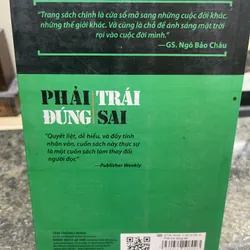 "Trang sách chính là cửa sổ mở sang những cuộc đời khác,
những thế giới khác. Và cũng là chỗ để ánh sáng mặt trời
rọi vào cuộc đời mình."
—GS. Ngô Bảo Châu
PHẢI TRÁI
ĐÚNG SAI
"Quyết liệt, dễ hiểu, và đầy tính
nhân văn, cuốn sách này thực sự
là một cuốn sách làm thay đổi
người đọc"
—Publisher Weekly